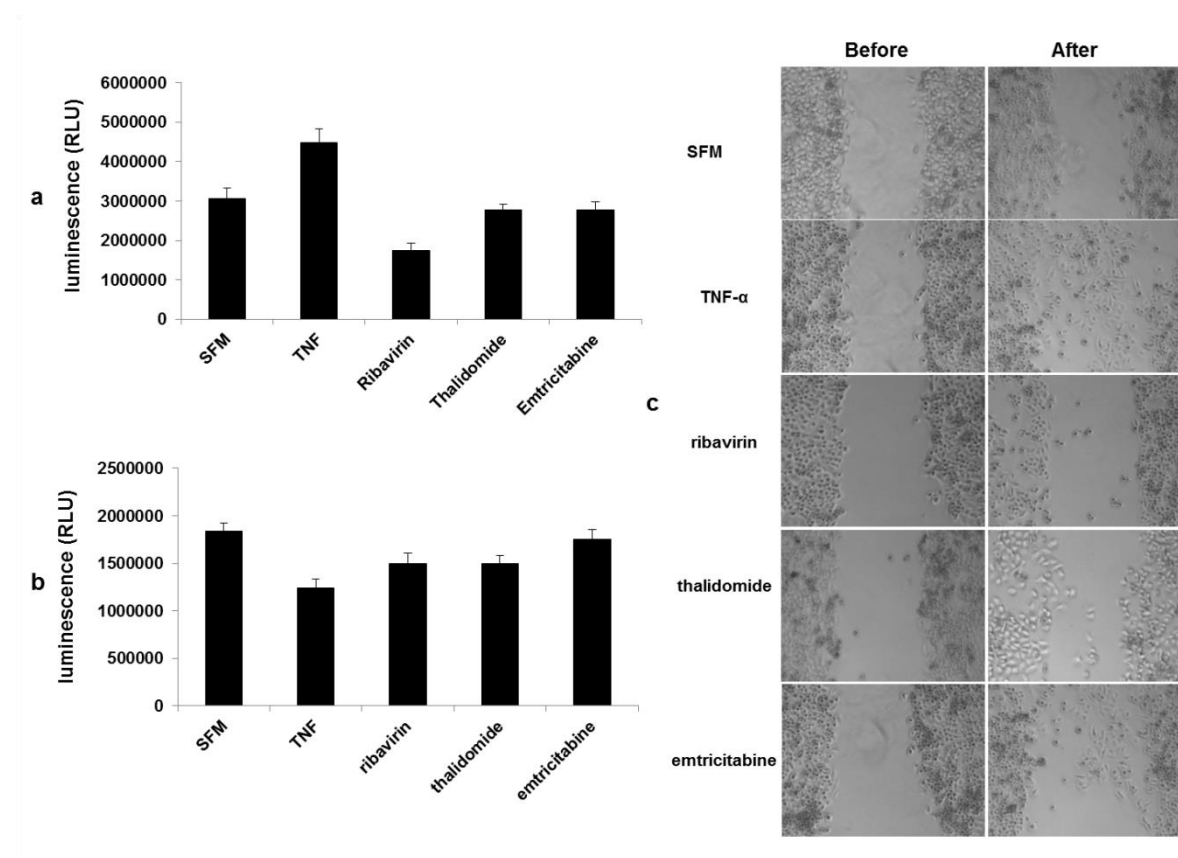 a
luminescence (RLU)
6000000
5000000
4000000
3000000
2000000
1000000
0
SFM
TNF
Ribavirin
Thalidomide
Emtricitabine
b
luminescence (RLU)
2500000
2000000
1500000
1000000
500000
0
SFM
TNF
ribavirin
thalidomide
emtricitabine
c
Before After
SFM
TNF-α
ribavirin
thalidomide
emtricitabine